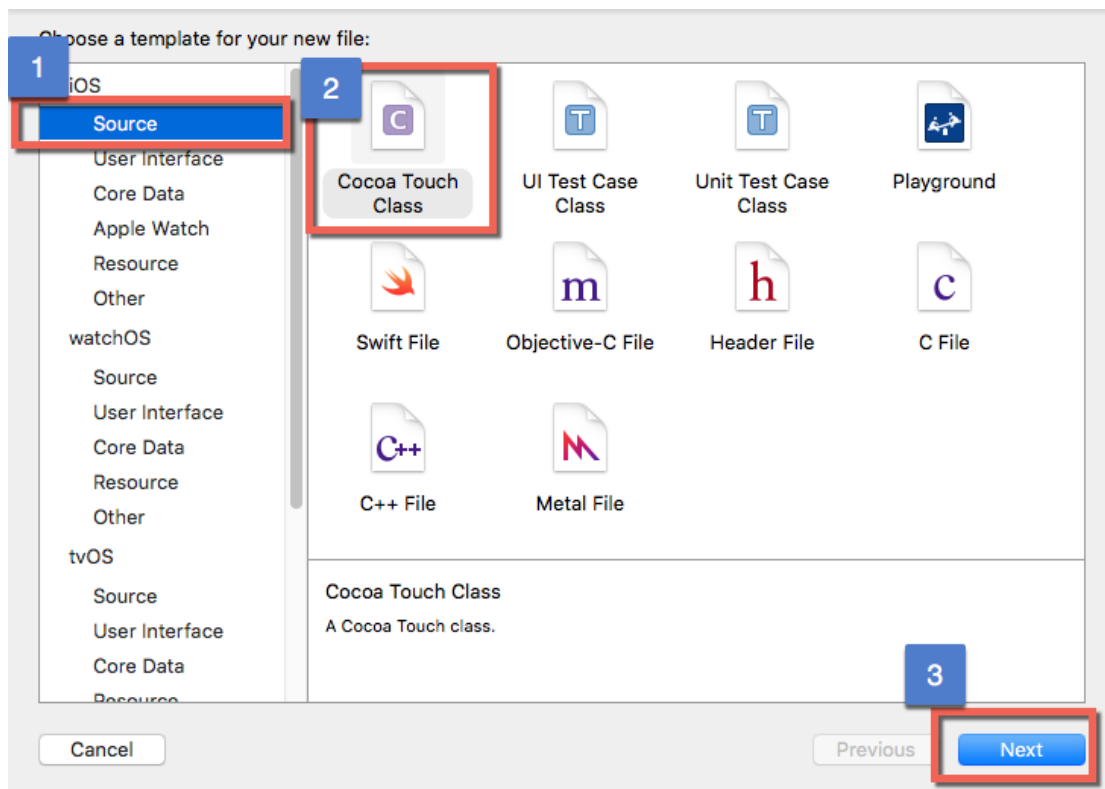 Choose a template for your new file:
1
iOS
Source
User Interface
Core Data
Apple Watch
Resource
Other
watchOS
Source
User Interface
Core Data
Resource
Other
tvOS
Source
User Interface
Core Data
Resource
2
C
T
T
Cocoa Touch
Class
UI Test Case
Class
Unit Test Case
Class
Playground
m
h
c
Swift File
Objective-C File
Header File
C File
C++
C++ File
Metal File
Cocoa Touch Class
A Cocoa Touch class.
3
Cancel
Previous
Next